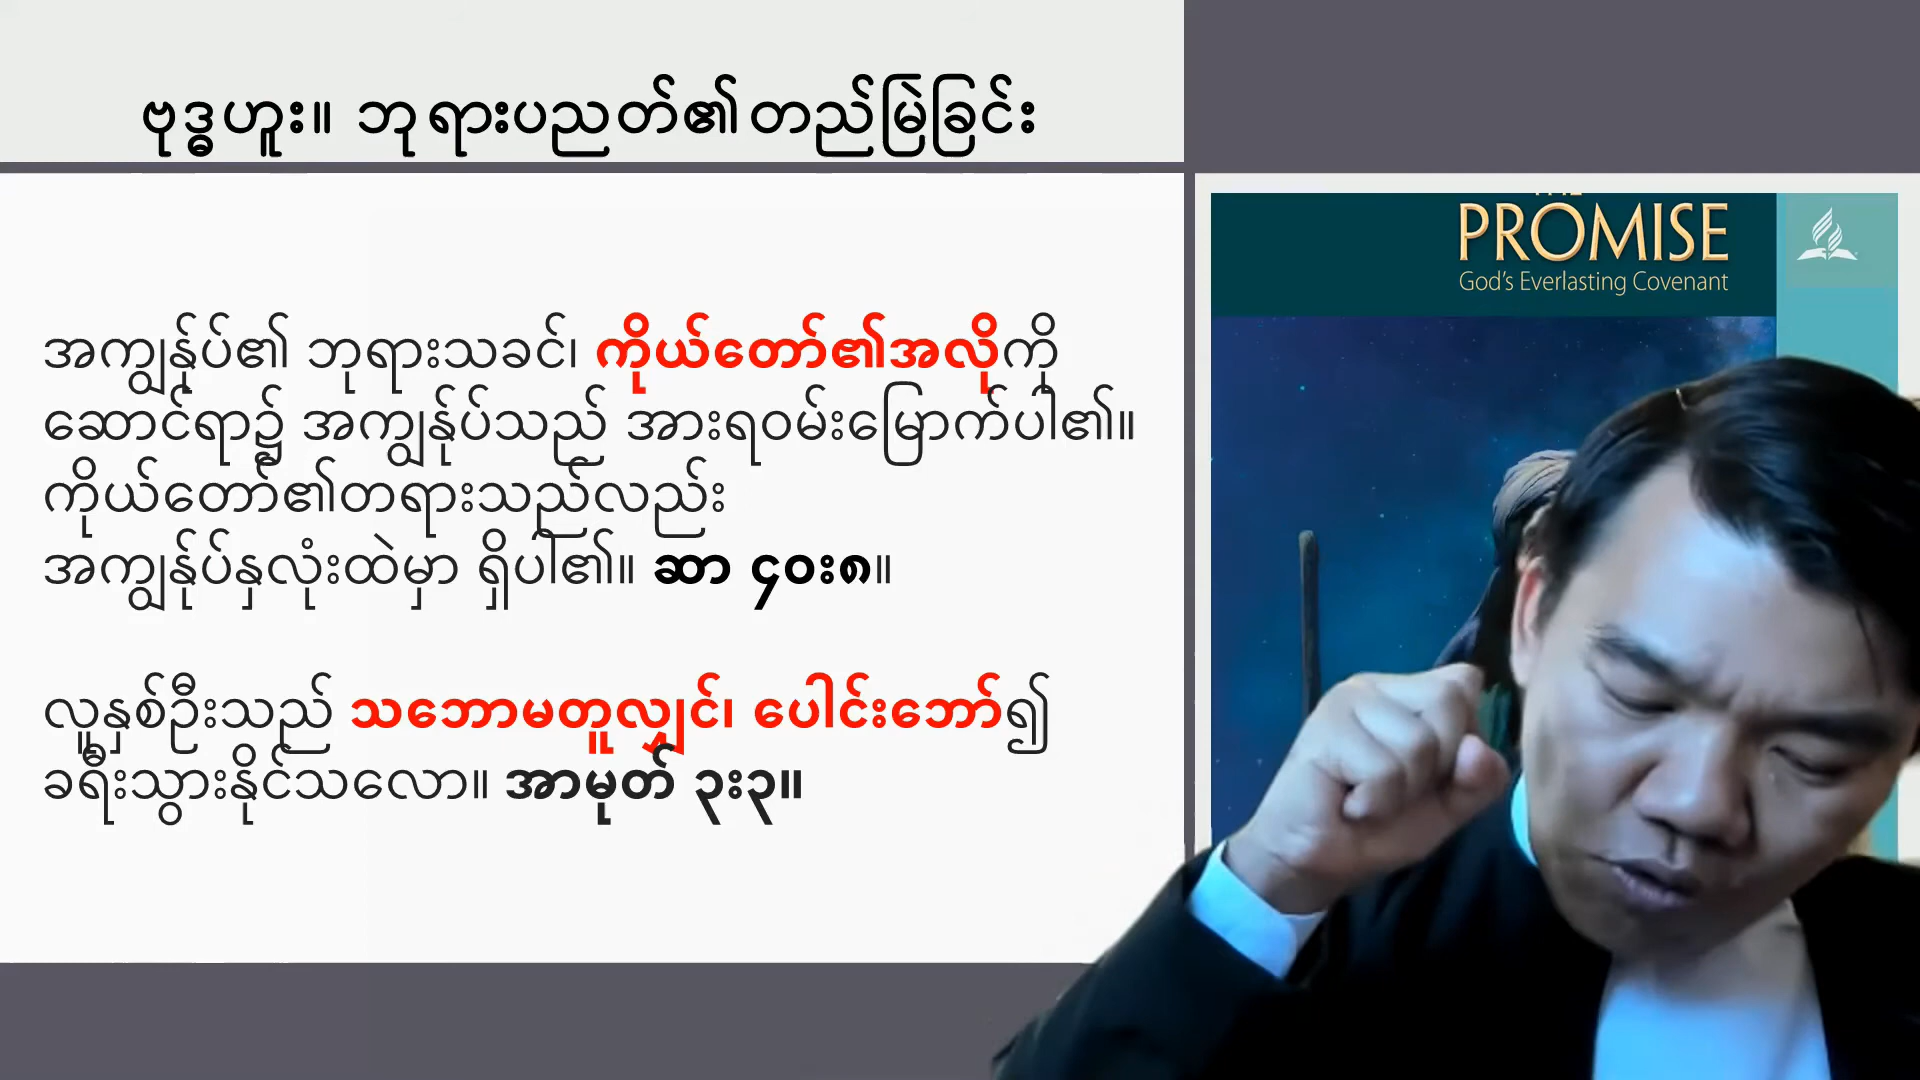 ဗုဒ္ဓဟူး။ ဘုရားပညတ်၏တည်မြဲခြင်း
PROMISE
God's Everlasting Covenant
အကျွန်ုပ်၏ ဘုရားသခင်၊ ကိုယ်တော်၏အလိုကို
ဆောင်ရာ၌ အကျွန်ုပ်သည် အားရဝမ်းမြောက်ပါ၏။
ကိုယ်တော်၏တရားသည်လည်း
အကျွန်ုပ်နှလုံးထဲမှာ ရှိပါ၏။ ဆာ ၄၀း၈။
လူနှစ်ဦးသည် သဘောမတူလျှင်၊ ပေါင်းဘော်၍
ခရီးသွားနိုင်သလော။ အာမုတ် ၃း၃။